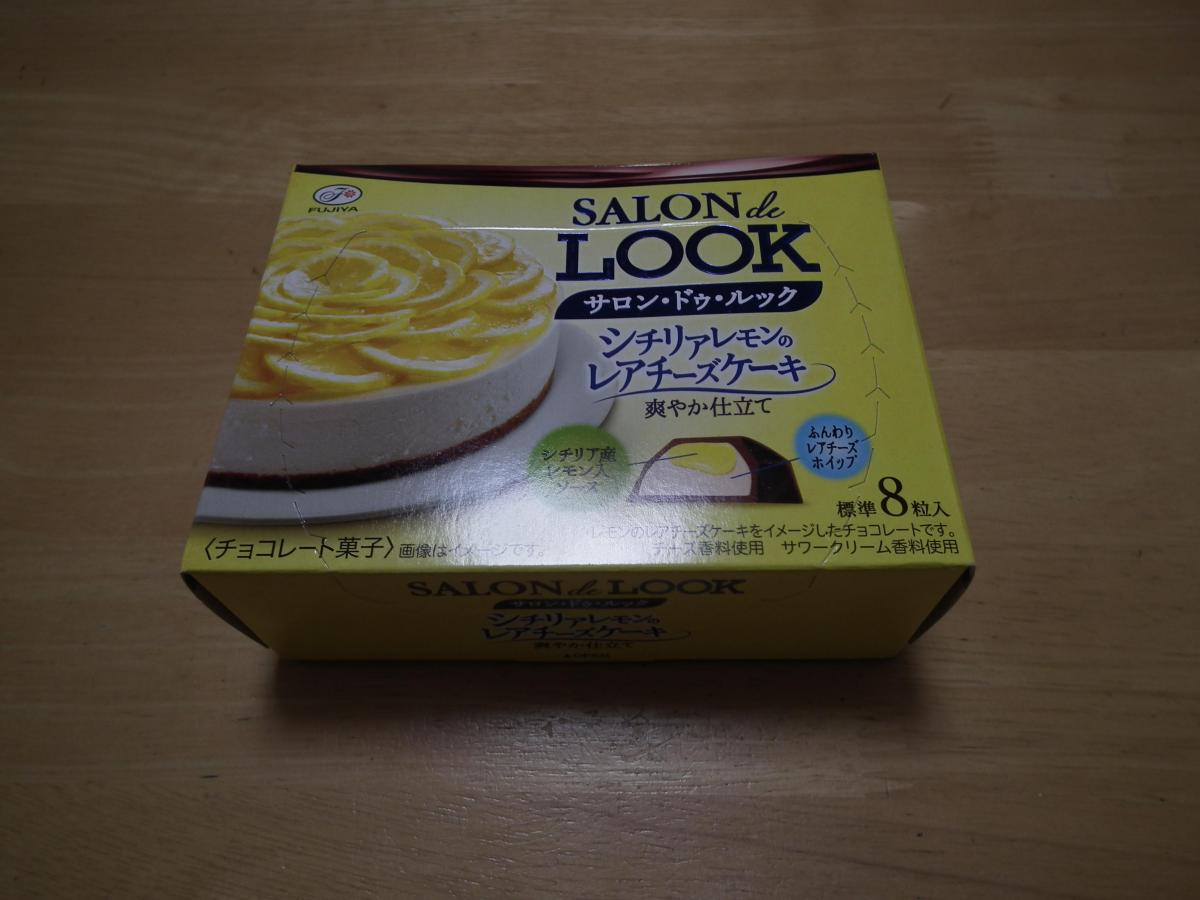 FUJIYA
SALON de
LOOK
サロン・ドゥ・ルック
シチリアレモンの
レアチーズケーキ
爽やか仕立て
シチリア産
レモン入
ソース
ふんわり
レアチーズ
ホイップ
標準8粒入
レモンのレアチーズケーキをイメージしたチョコレートです。
〈チョコレート菓子〉画像はイメージです。
チーズ香料使用 サワークリーム香料使用
SALON de LOOK
サロン・ドゥ・ルック
シチリアレモンの
レアチーズケーキ
爽やか仕立て
▲OPEN